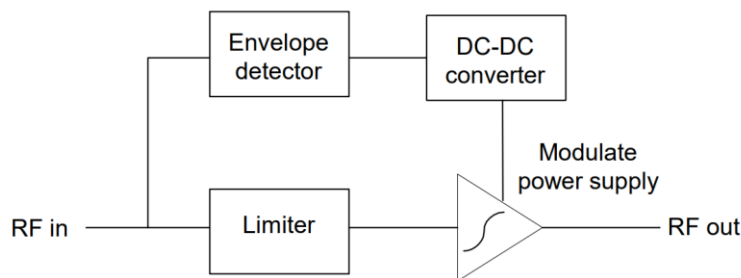 Envelope
detector
DC-DC
converter
Modulate
power supply
RF in
Limiter
RF out